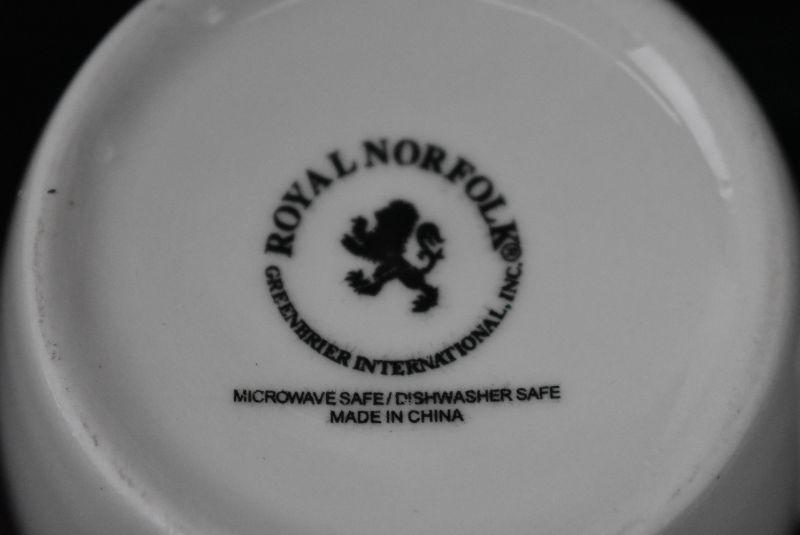 ROYAL NORFOLK®
GREENBRIER INTERNATIONAL, INC.
MICROWAVE SAFE/DISHWASHER SAFE
MADE IN CHINA